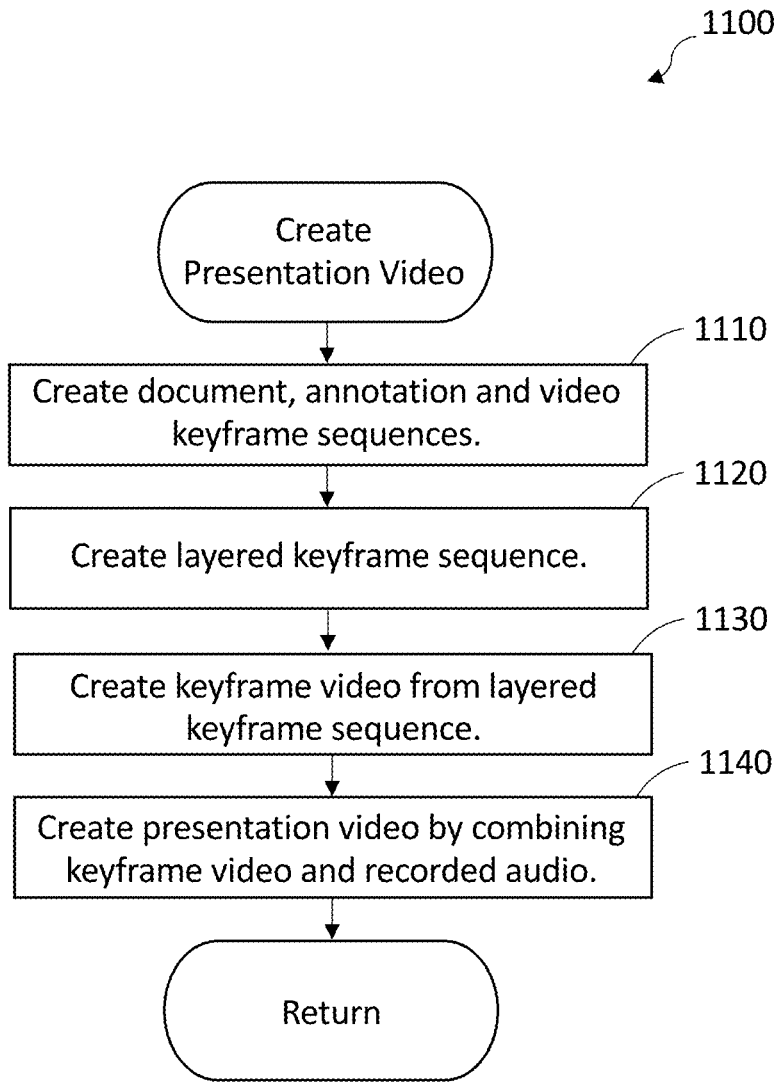 1100
Create
Presentation Video
1110
Create document, annotation and video
keyframe sequences.
1120
Create layered keyframe sequence.
1130
Create keyframe video from layered
keyframe sequence.
1140
Create presentation video by combining
keyframe video and recorded audio.
Return